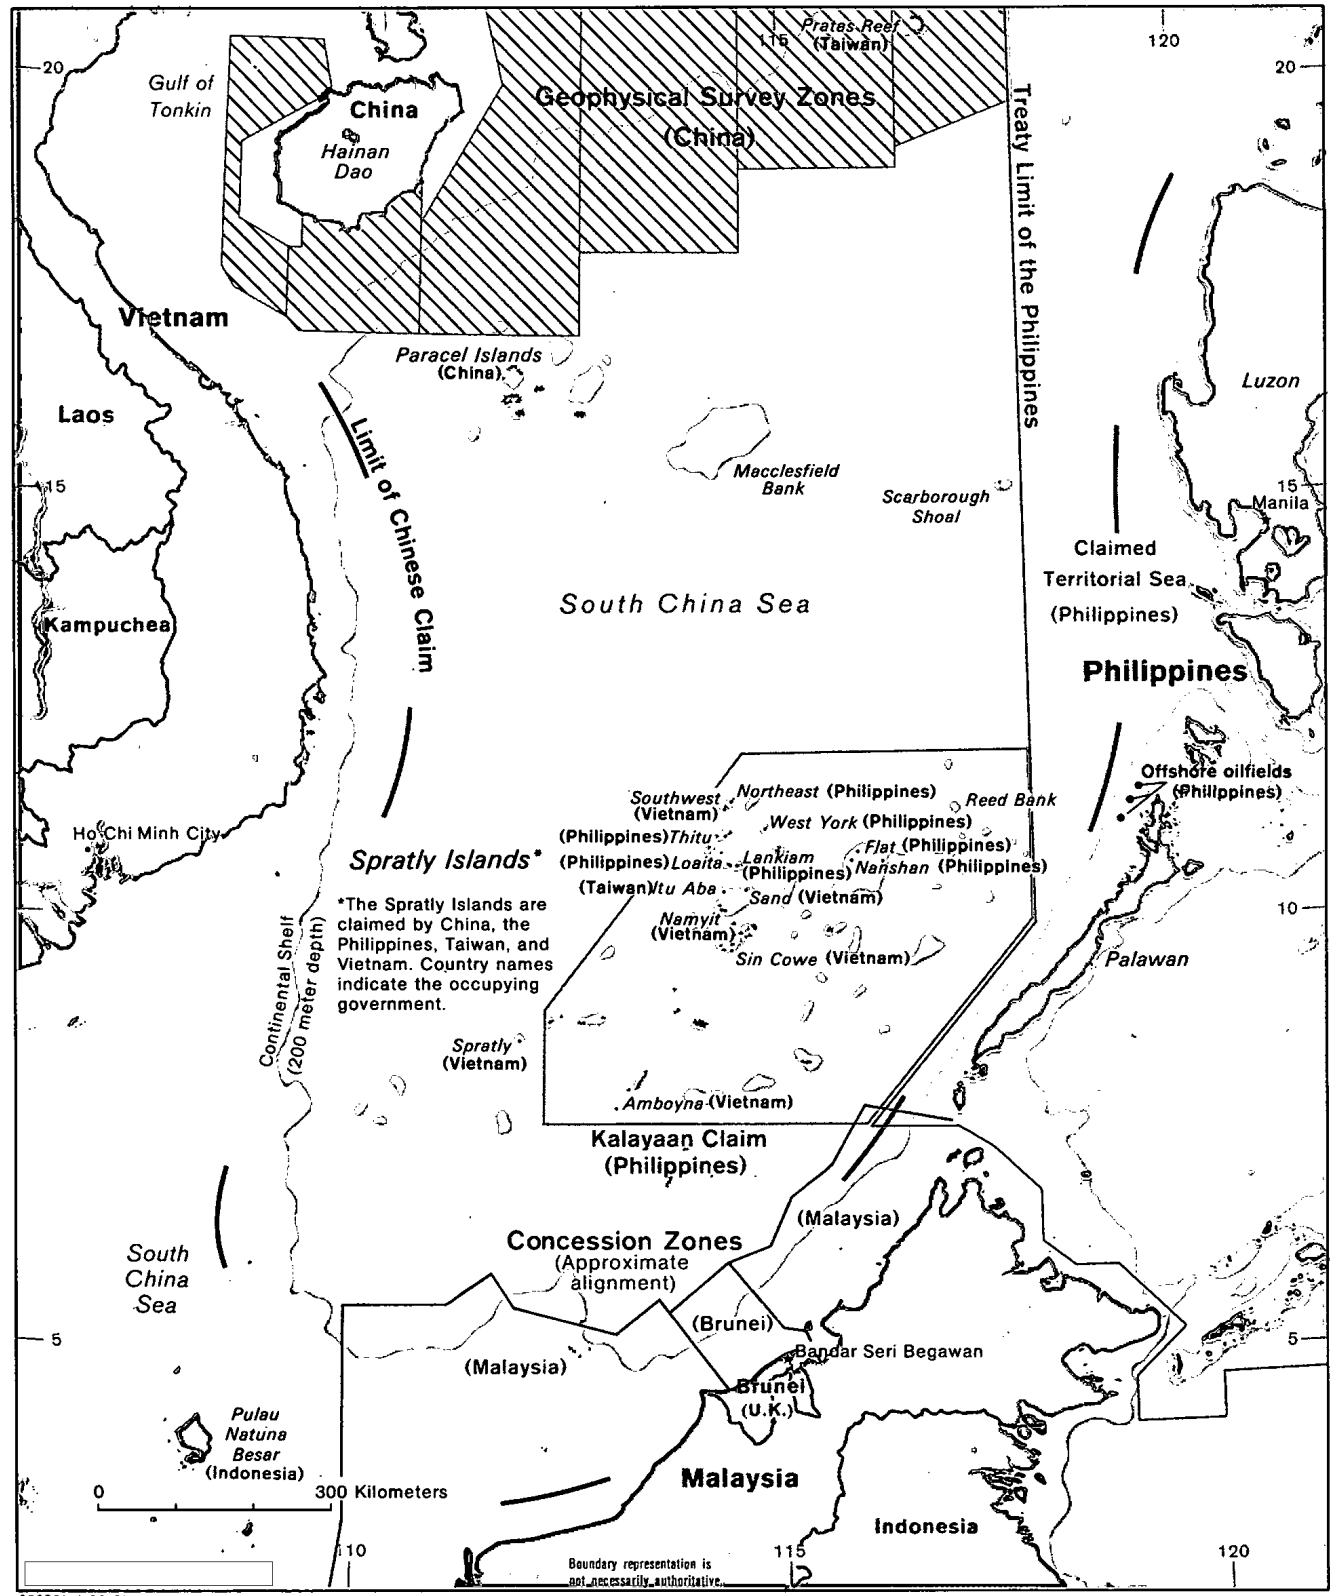 Pratas Reef
(Taiwan)
115
120
20
20
Gulf of
Tonkin
China
Hainan
Dao
Geophysical Survey Zones
(China)
Treaty Limit of the Philippines
Vietnam
Paracel Islands
(China)
Luzon
Laos
Limit of Chinese Claim
Macclesfield
Bank
Scarborough
Shoal
15
15
Manila
Claimed
Territorial Sea
(Philippines)
South China Sea
Kampuchea
Philippines
Offshore oilfields
(Philippines)
Southwest
(Vietnam)
Northeast (Philippines)
Reed Bank
West York (Philippines)
(Philippines) Thitu
Flat (Philippines)
Ho Chi Minh City
Spratly Islands*
(Philippines) Loaita
Lankiam
(Philippines)
Nanshan (Philippines)
(Taiwan) Itu Aba
Sand (Vietnam)
*The Spratly Islands are
claimed by China, the
Philippines, Taiwan, and
Vietnam. Country names
indicate the occupying
government.
Namyit
(Vietnam)
10
Sin Cowe (Vietnam)
Palawan
Continental Shelf
(200 meter depth)
Spratly
(Vietnam)
Amboyna (Vietnam)
Kalayaan Claim
(Philippines)
(Malaysia)
Concession Zones
(Approximate
alignment)
South
China
Sea
(Brunei)
5
5
(Malaysia)
Bandar Seri Begawan
Brunei
(U.K.)
Pulau
Natuna
Besar
(Indonesia)
Malaysia
0
300 Kilometers
Indonesia
110
115
120
Boundary representation is
not necessarily authoritative